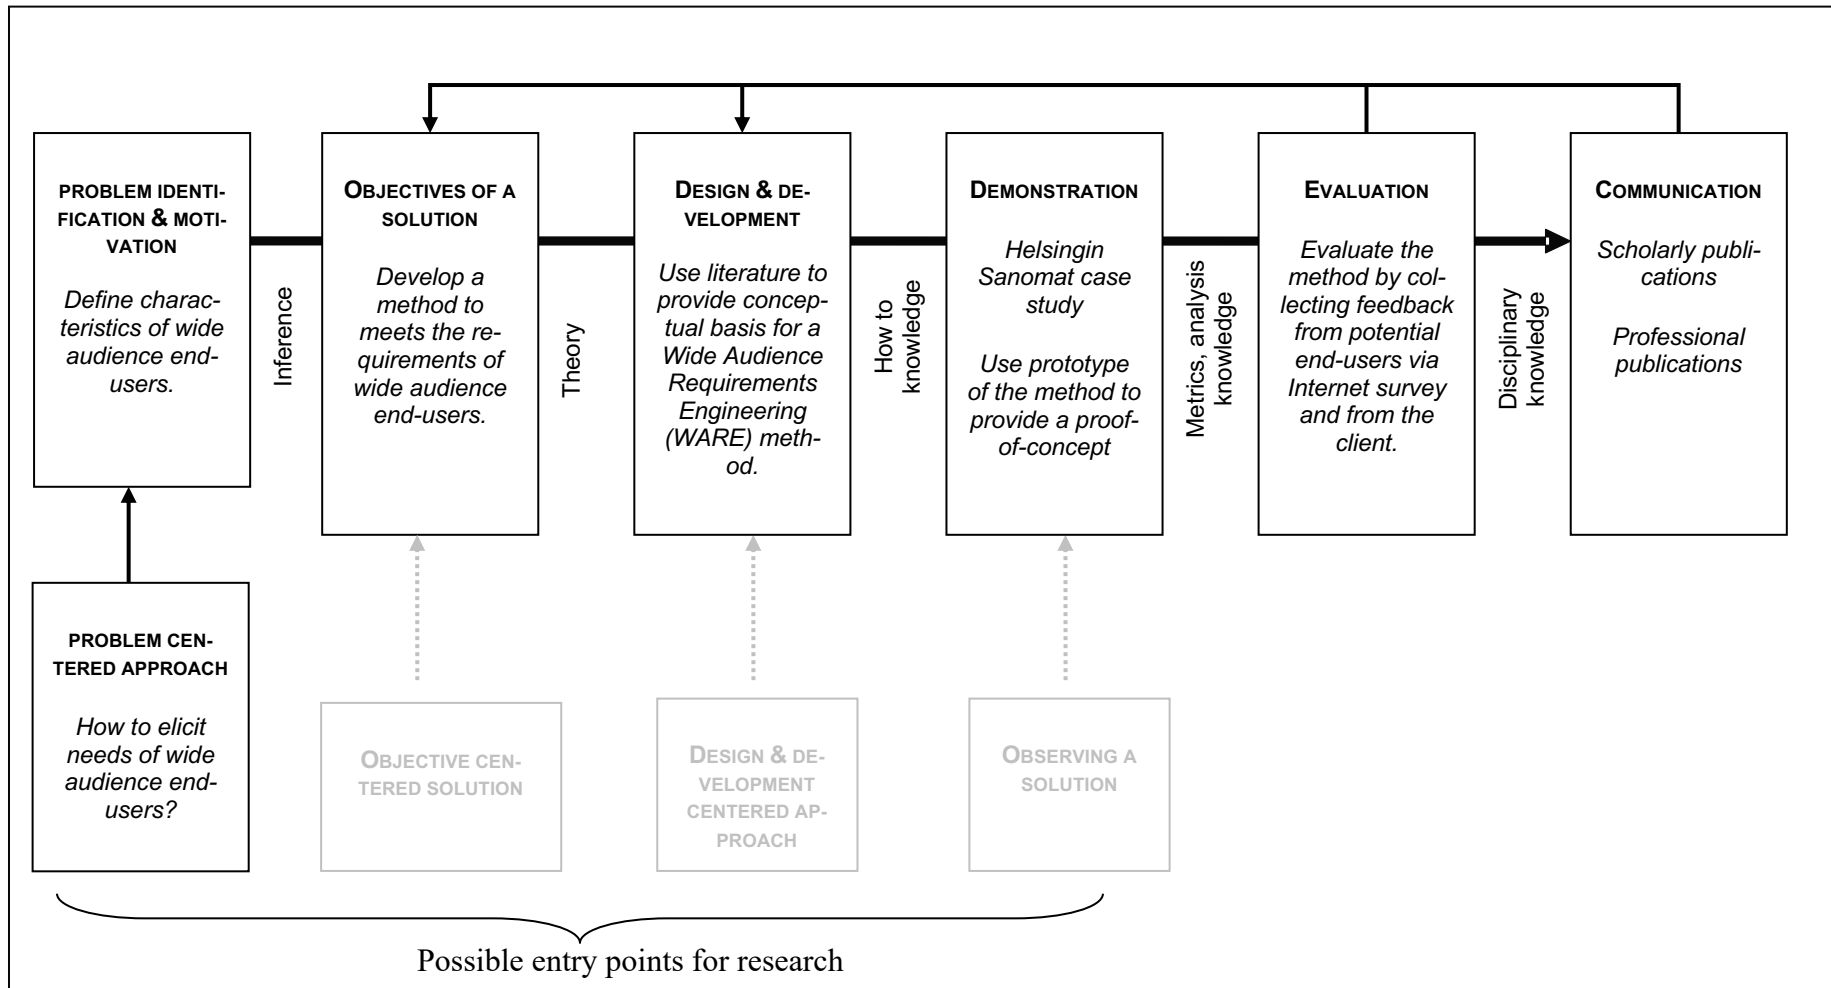 PROBLEM IDENTI-
FICATION & MOTI-
VATION
Define charac-
teristics of wide
audience end-
users.
Inference
OBJECTIVES OF A
SOLUTION
Develop a
method to
meets the re-
quirements of
wide audience
end-users.
Theory
DESIGN & DE-
VELOPMENT
Use literature to
provide concep-
tual basis for a
Wide Audience
Requirements
Engineering
(WARE) meth-
od.
How to
knowledge
DEMONSTRATION
Helsingin
Sanomat case
study
Use prototype
of the method to
provide a proof-
of-concept
Metrics, analysis
knowledge
EVALUATION
Evaluate the
method by col-
lecting feedback
from potential
end-users via
Internet survey
and from the
client.
Disciplinary
knowledge
COMMUNICATION
Scholarly publi-
cations
Professional
publications
PROBLEM CEN-
TERED APPROACH
How to elicit
needs of wide
audience end-
users?
OBJECTIVE CEN-
TERED SOLUTION
DESIGN & DE-
VELOPMENT
CENTERED AP-
PROACH
OBSERVING A
SOLUTION
Possible entry points for research